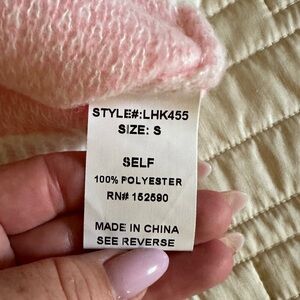 STYLE#:LHK455
SIZE: S
SELF
100% POLYESTER
RN# 152590
MADE IN CHINA
SEE REVERSE